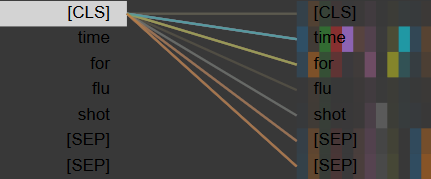 [CLS] [CLS]
time time
for for
flu flu
shot shot
[SEP] [SEP]
[SEP] [SEP]